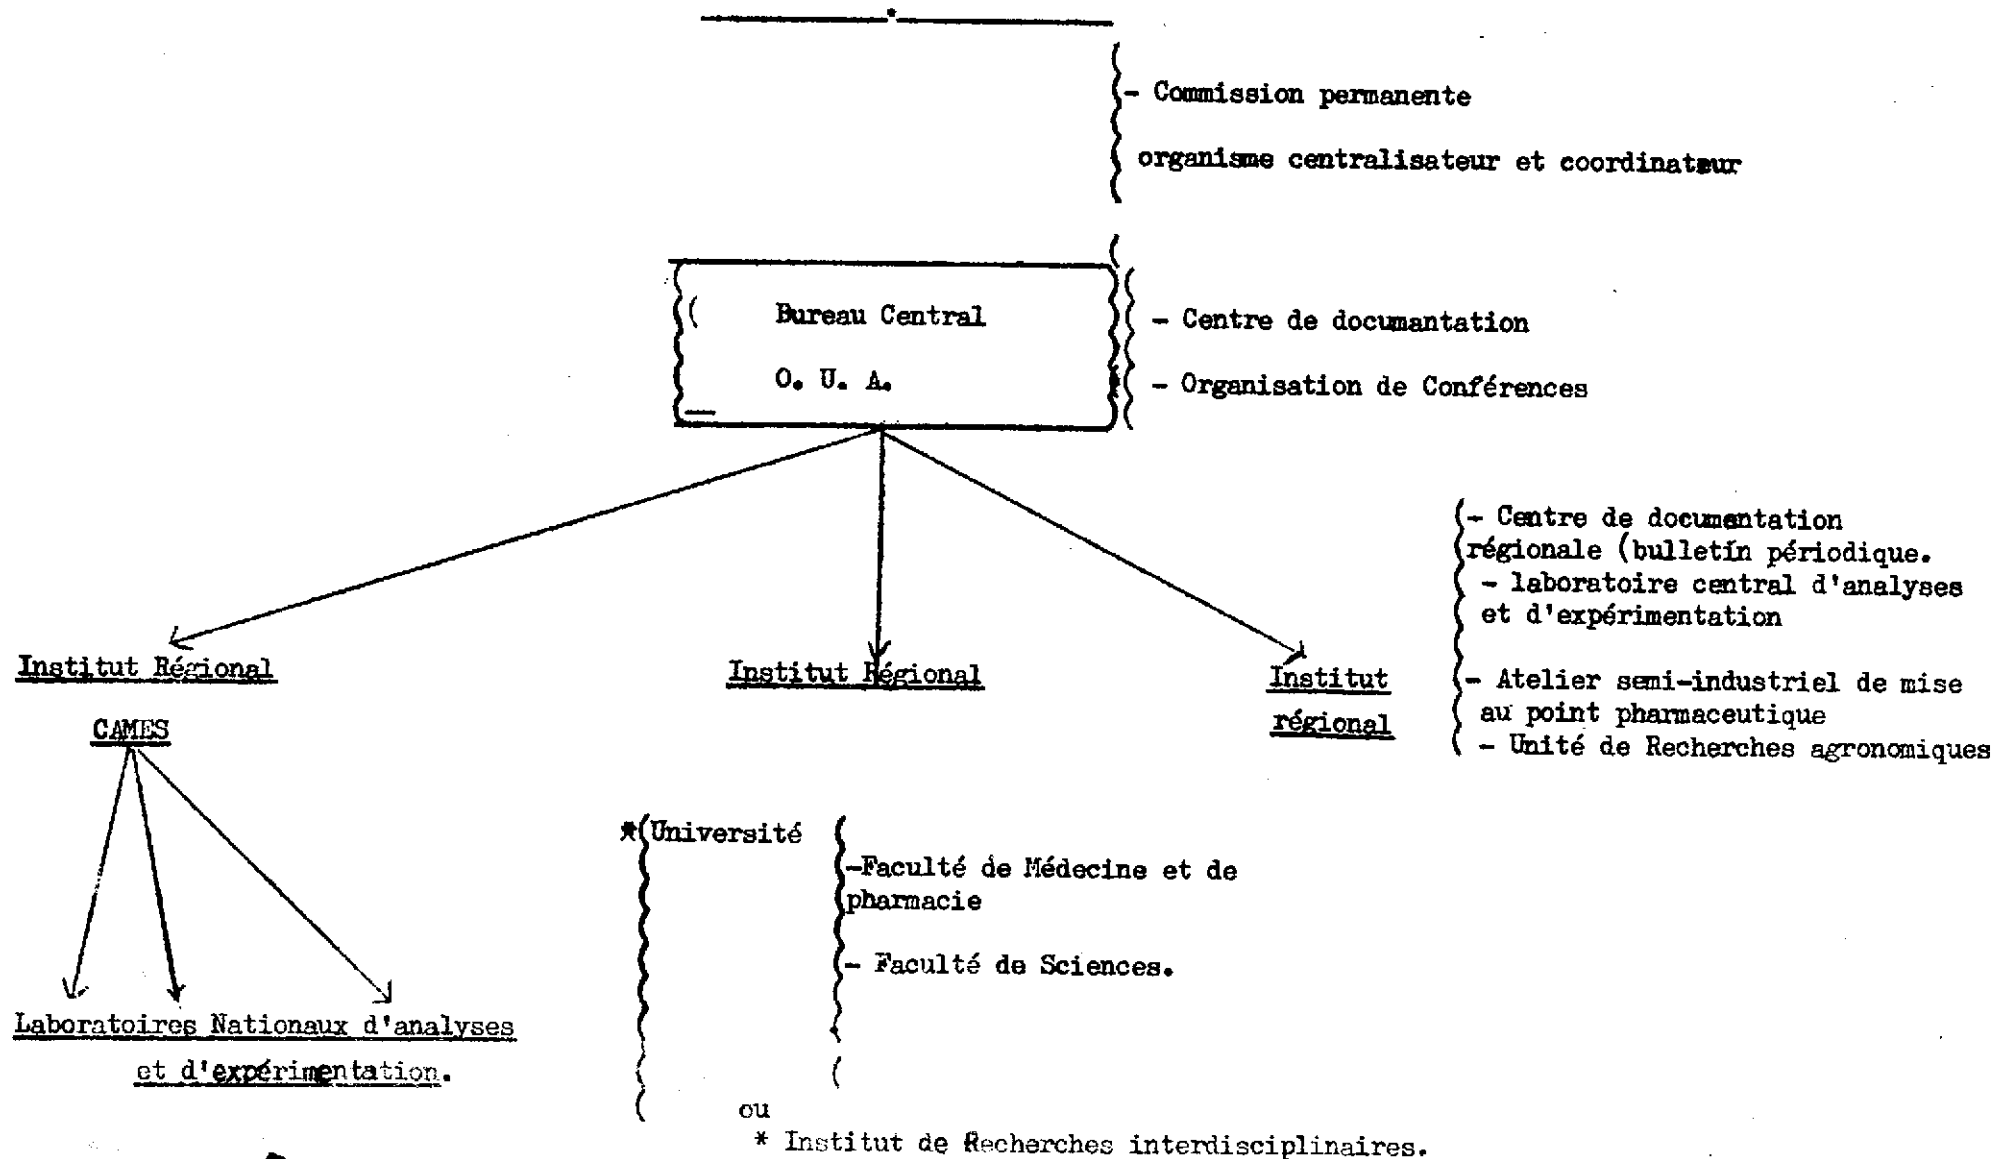 - Commission permanente
organisme centralisateur et coordinateur
Bureau Central
O. U. A.
- Centre de documantation
- Organisation de Conférences
(- Centre de documentation
régionale (bulletin périodique.
- laboratoire central d'analyses
et d'expérimentation
- Atelier semi-industriel de mise
au point pharmaceutique
- Unité de Recherches agronomiques
Institut Régional
CAMES
Institut Régional
Institut
régional
Laboratoires Nationaux d'analyses
et d'expérimentation.
*(Université
-Faculté de Médecine et de
pharmacie
- Faculté de Sciences.
ou
* Institut de Recherches interdisciplinaires.